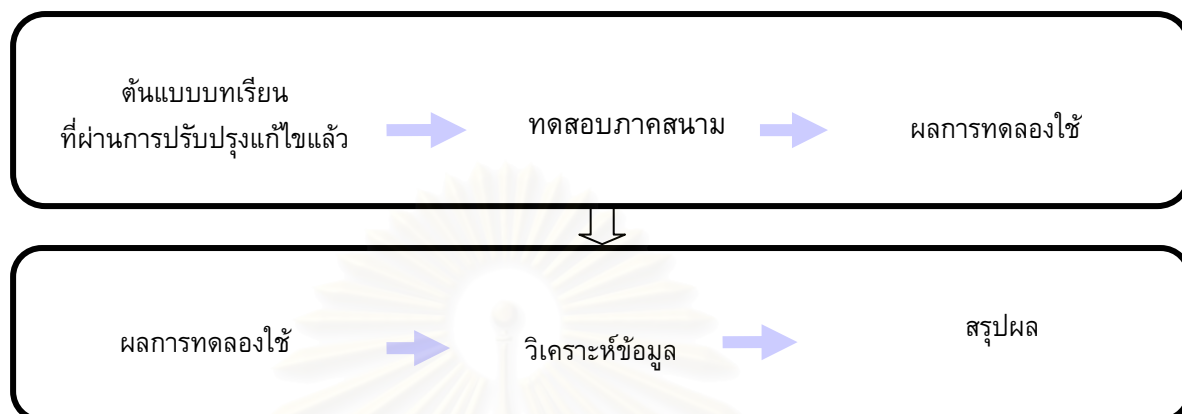 ต้นแบบบทเรียน
ที่ผ่านการปรับปรุงแก้ไขแล้ว
ทดสอบภาคสนาม
ผลการทดลองใช้
ผลการทดลองใช้
วิเคราะห์ข้อมูล
สรุปผล